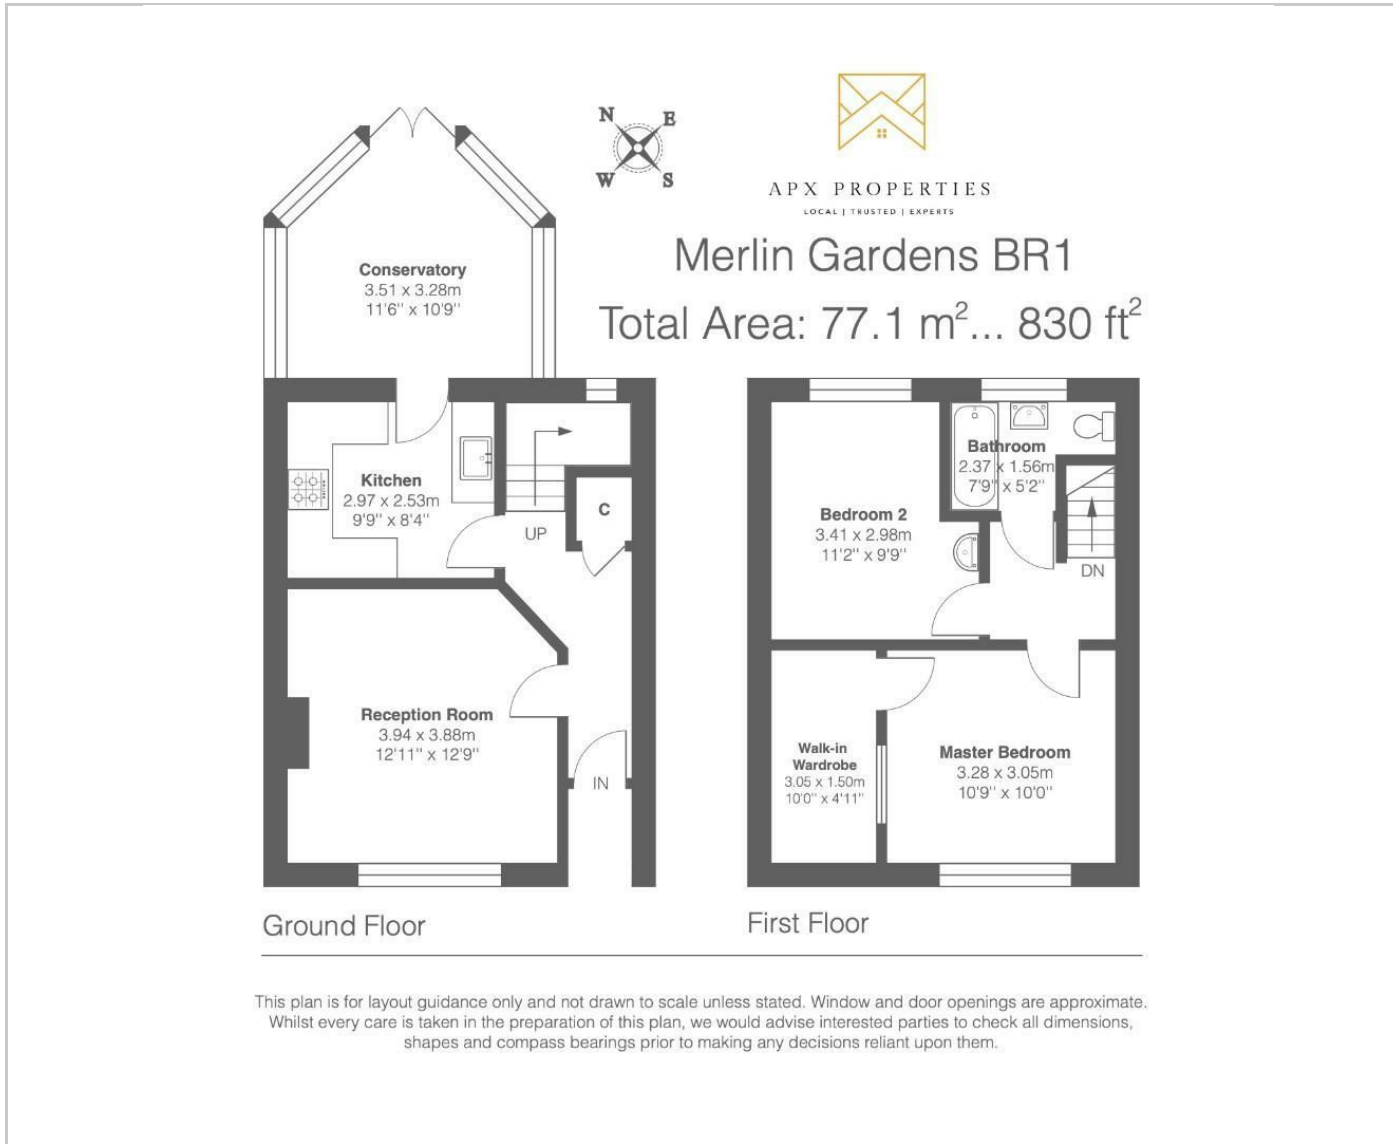 N
E
W
S
APX PROPERTIES
LOCAL | TRUSTED | EXPERTS
Merlin Gardens BR1
Total Area: 77.1 m²... 830 ft²
Conservatory
3.51 x 3.28m
11'6'' x 10'9''
Kitchen
2.97 x 2.53m
9'9'' x 8'4''
UP
C
Reception Room
3.94 x 3.88m
12'11'' x 12'9''
IN
Ground Floor
Bathroom
2.37 x 1.56m
7'9'' x 5'2''
Bedroom 2
3.41 x 2.98m
11'2'' x 9'9''
DN
Walk-in
Wardrobe
3.05 x 1.50m
10'0'' x 4'11''
Master Bedroom
3.28 x 3.05m
10'9'' x 10'0''
First Floor
This plan is for layout guidance only and not drawn to scale unless stated. Window and door openings are approximate.
Whilst every care is taken in the preparation of this plan, we would advise interested parties to check all dimensions,
shapes and compass bearings prior to making any decisions reliant upon them.